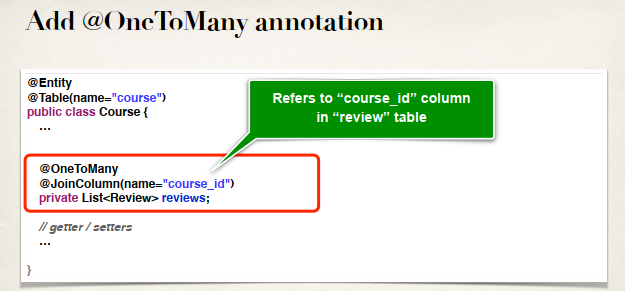 Add @OneToMany annotation
@Entity
@Table(name="course")
public class Course {
...
Refers to “course_id” column
in “review” table
@OneToMany
@JoinColumn(name="course_id")
private List<Review> reviews;
// getter / setters
...
}